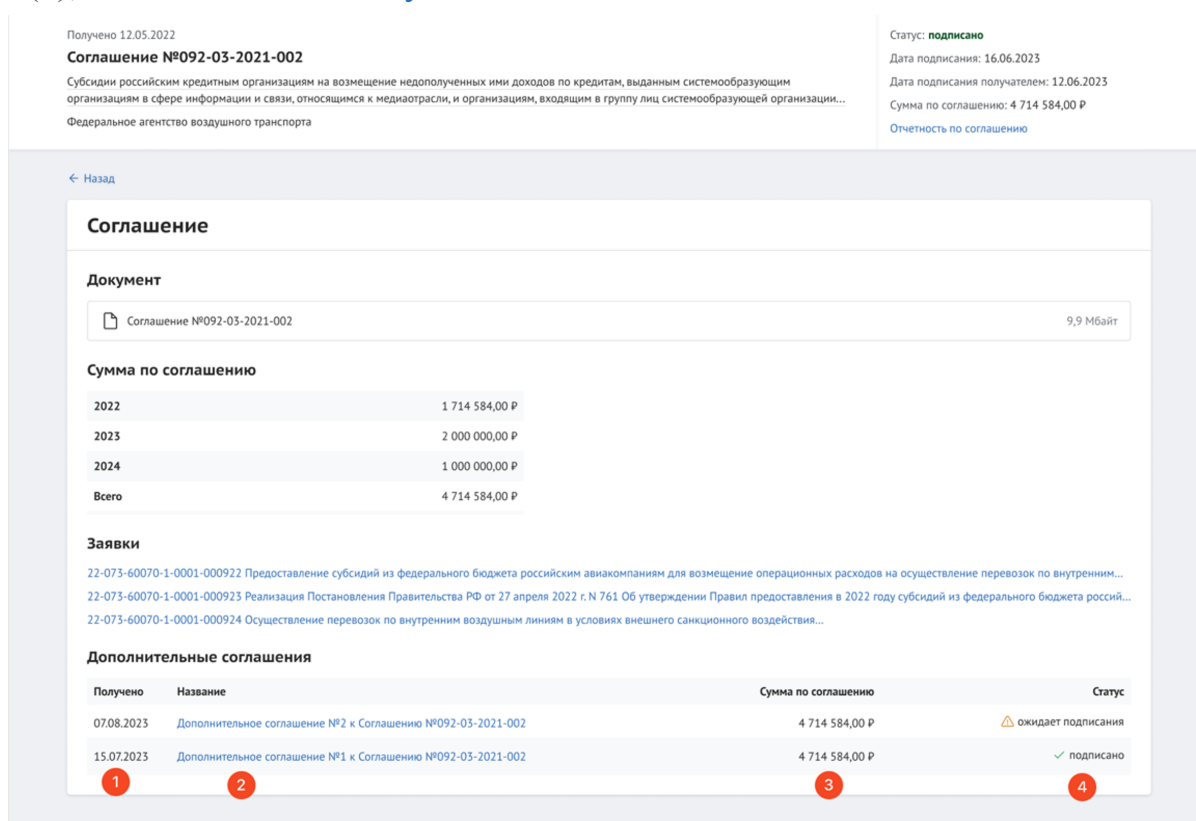 Получено 12.05.2022
Соглашение №092-03-2021-002
Субсидии российским кредитным организациям на возмещение недополученных ими доходов по кредитам, выданным системообразующим
организациям в сфере информации и связи, относящимся к медиаотрасли, и организациям, входящим в группу лиц системообразующей организации...
Федеральное агентство воздушного транспорта
Статус: подписано
Дата подписания: 16.06.2023
Дата подписания получателем: 12.06.2023
Сумма по соглашению: 4 714 584,00 ₽
Отчетность по соглашению
← Назад
Соглашение
Документ
Соглашение №092-03-2021-002 9,9 Мбайт
Сумма по соглашению
2022 1 714 584,00 ₽
2023 2 000 000,00 ₽
2024 1 000 000,00 ₽
Всего 4 714 584,00 ₽
Заявки
22-073-60070-1-0001-000922 Предоставление субсидий из федерального бюджета российским авиакомпаниям для возмещение операционных расходов на осуществление перевозок по внутренним...
22-073-60070-1-0001-000923 Реализация Постановления Правительства РФ от 27 апреля 2022 г. N 761 Об утверждении Правил предоставления в 2022 году субсидий из федерального бюджета россий...
22-073-60070-1-0001-000924 Осуществление перевозок по внутренним воздушным линиям в условиях внешнего санкционного воздействия...
Дополнительные соглашения
Получено Название Сумма по соглашению Статус
07.08.2023 Дополнительное соглашение №2 к Соглашению №092-03-2021-002 4 714 584,00 ₽ ожидает подписания
15.07.2023 Дополнительное соглашение №1 к Соглашению №092-03-2021-002 4 714 584,00 ₽ подписано
1 2 3 4